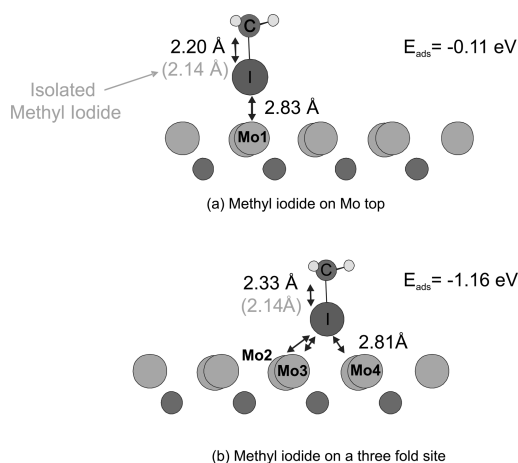 C
2.20 Å
(2.14 Å)
E_ads= -0.11 eV
Isolated
Methyl Iodide
I
2.83 Å
Mo1
(a) Methyl iodide on Mo top
C
2.33 Å
(2.14Å)
E_ads= -1.16 eV
I
2.81Å
Mo2
Mo3
Mo4
(b) Methyl iodide on a three fold site